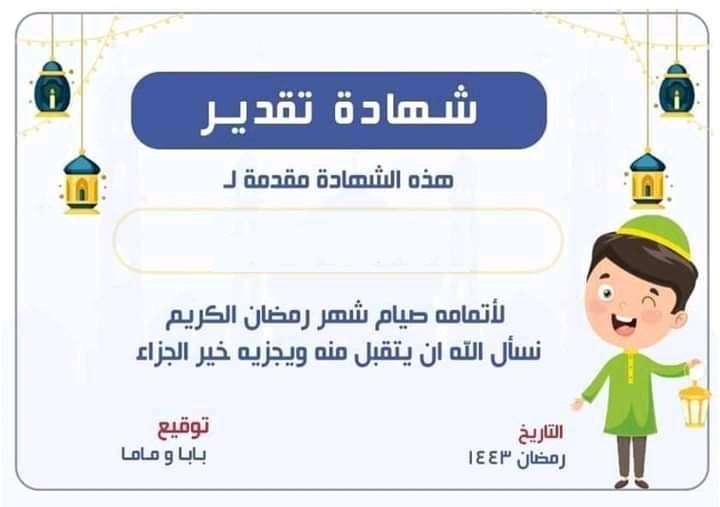 شهادة تقدير
هذه الشهادة مقدمة لـ
لأتمامه صيام شهر رمضان الكريم
نسأل الله ان يتقبل منه ويجزيه خير الجزاء
التاريخ
رمضان ١٤٤٣
توقيع
بابا و ماما